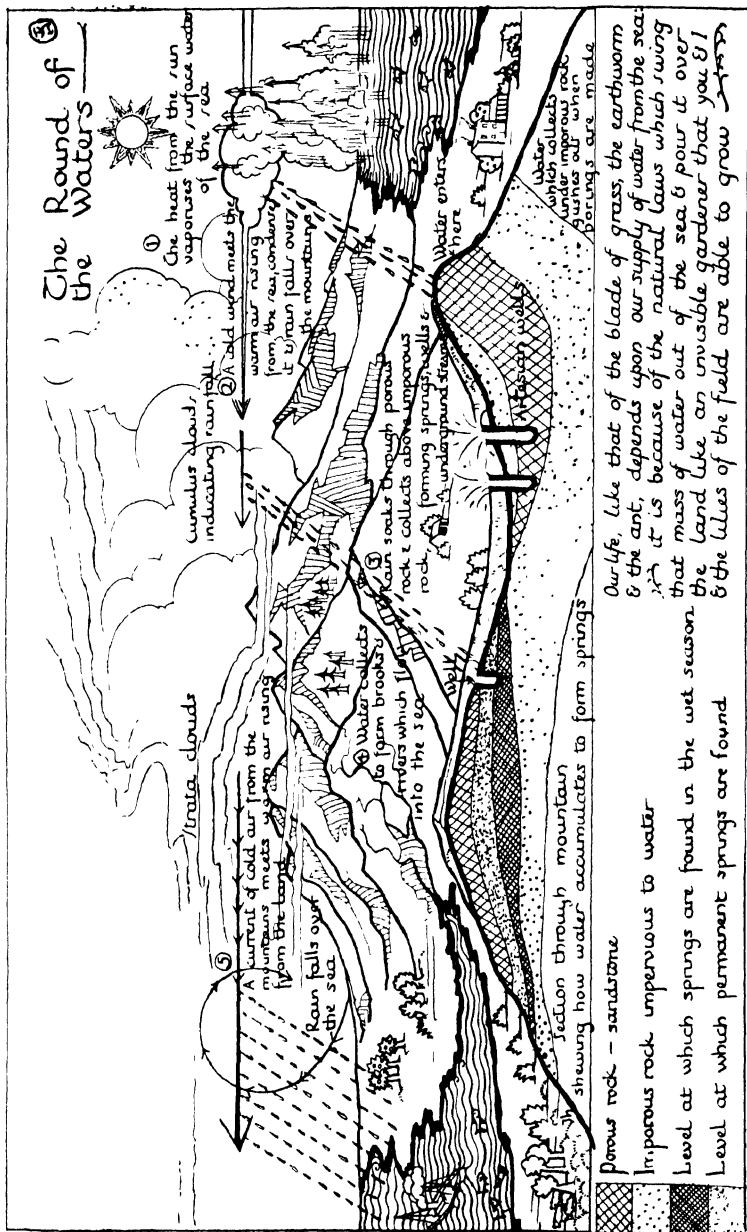 The Round of
the Waters
①
The heat from the sun
vaporises the surface water
of the sea
② A cold wind meets the
warm air rising
from the sea, condenses
it & rain falls over
the mountains
Cumulus clouds,
indicating rainfall
Strata clouds
⑤
A current of cold air from the
mountains meets warm air rising
from the land
Rain falls over
the sea
③
Rain soaks through porous
rock & collects above imporous
rock, forming springs, wells &
underground streams
④ Water collects
to form brooks &
rivers which flow
into the sea
Water enters
here
Well
Artesian wells
Water
which collects
under imporous rock
gushes out when
borings are made
Section through mountain
shewing how water accumulates to form springs
Porous rock – sandstone
Imporous rock impervious to water
Level at which springs are found in the wet season
Level at which permanent springs are found
Our life, like that of the blade of grass, the earthworm
& the ant, depends upon our supply of water from the sea:
it is because of the natural laws which swing
that mass of water out of the sea & pour it over
the land like an invisible gardener that you & I
& the lilies of the field are able to grow